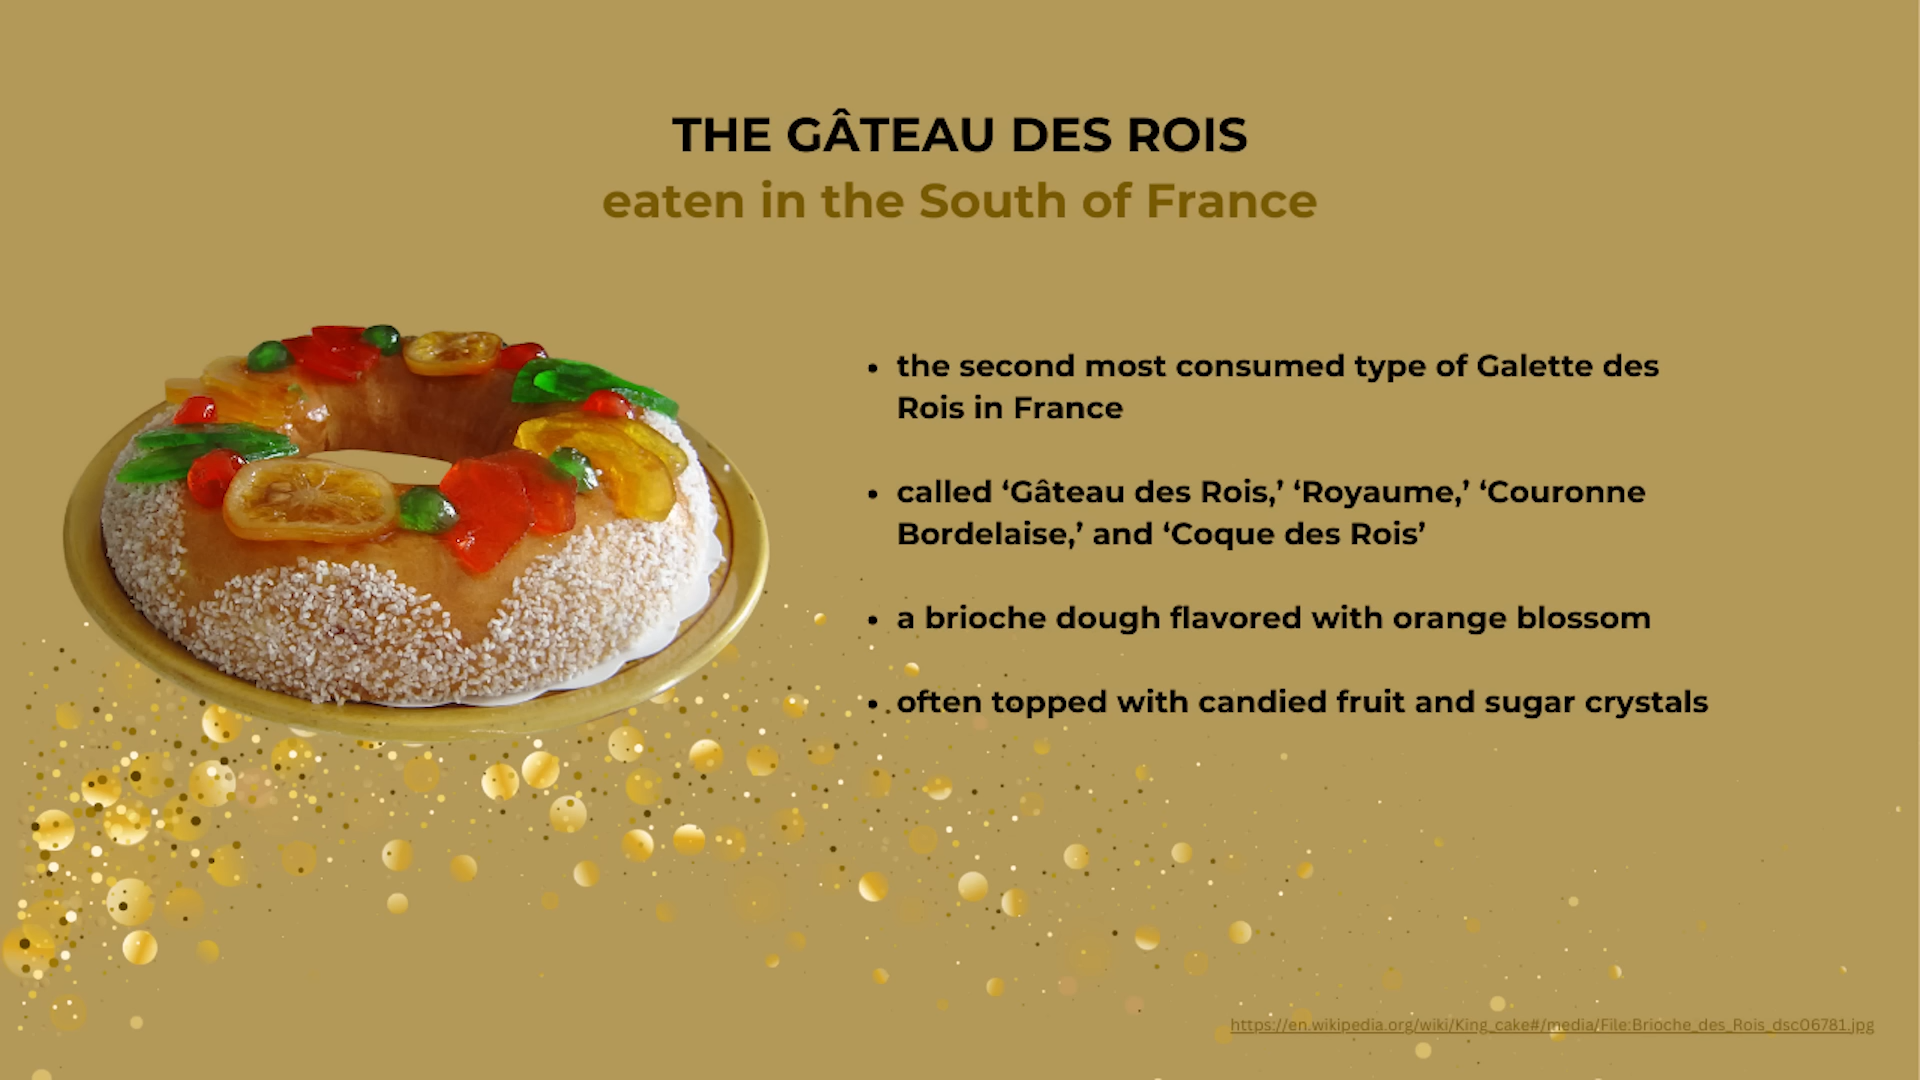 THE GÂTEAU DES ROIS
eaten in the South of France
• the second most consumed type of Galette des
Rois in France
• called ‘Gâteau des Rois,’ ‘Royaume,’ ‘Couronne
Bordelaise,’ and ‘Coque des Rois’
• a brioche dough flavored with orange blossom
• often topped with candied fruit and sugar crystals
https://en.wikipedia.org/wiki/King_cake#/media/File:Brioche_des_Rois_dsc06781.jpg